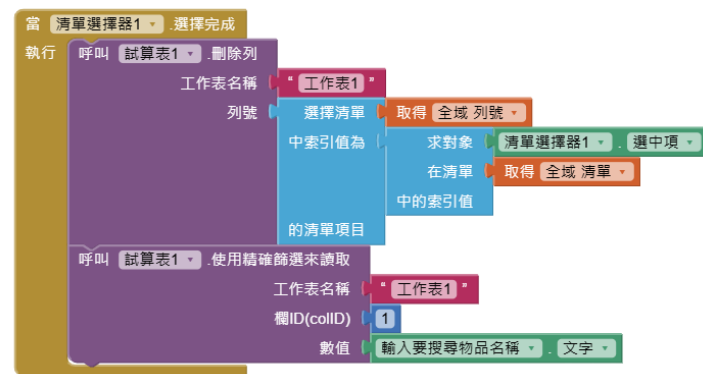 當 清單選擇器1 .選擇完成
執行 呼叫 試算表1 .刪除列
工作表名稱 " 工作表1 "
列號 選擇清單 取得 全域 列號
中索引值為 求對象 清單選擇器1 . 選中項
在清單 取得 全域 清單
中的索引值
的清單項目
呼叫 試算表1 .使用精確篩選來讀取
工作表名稱 " 工作表1 "
欄ID(colID) 1
數值 輸入要搜尋物品名稱 . 文字